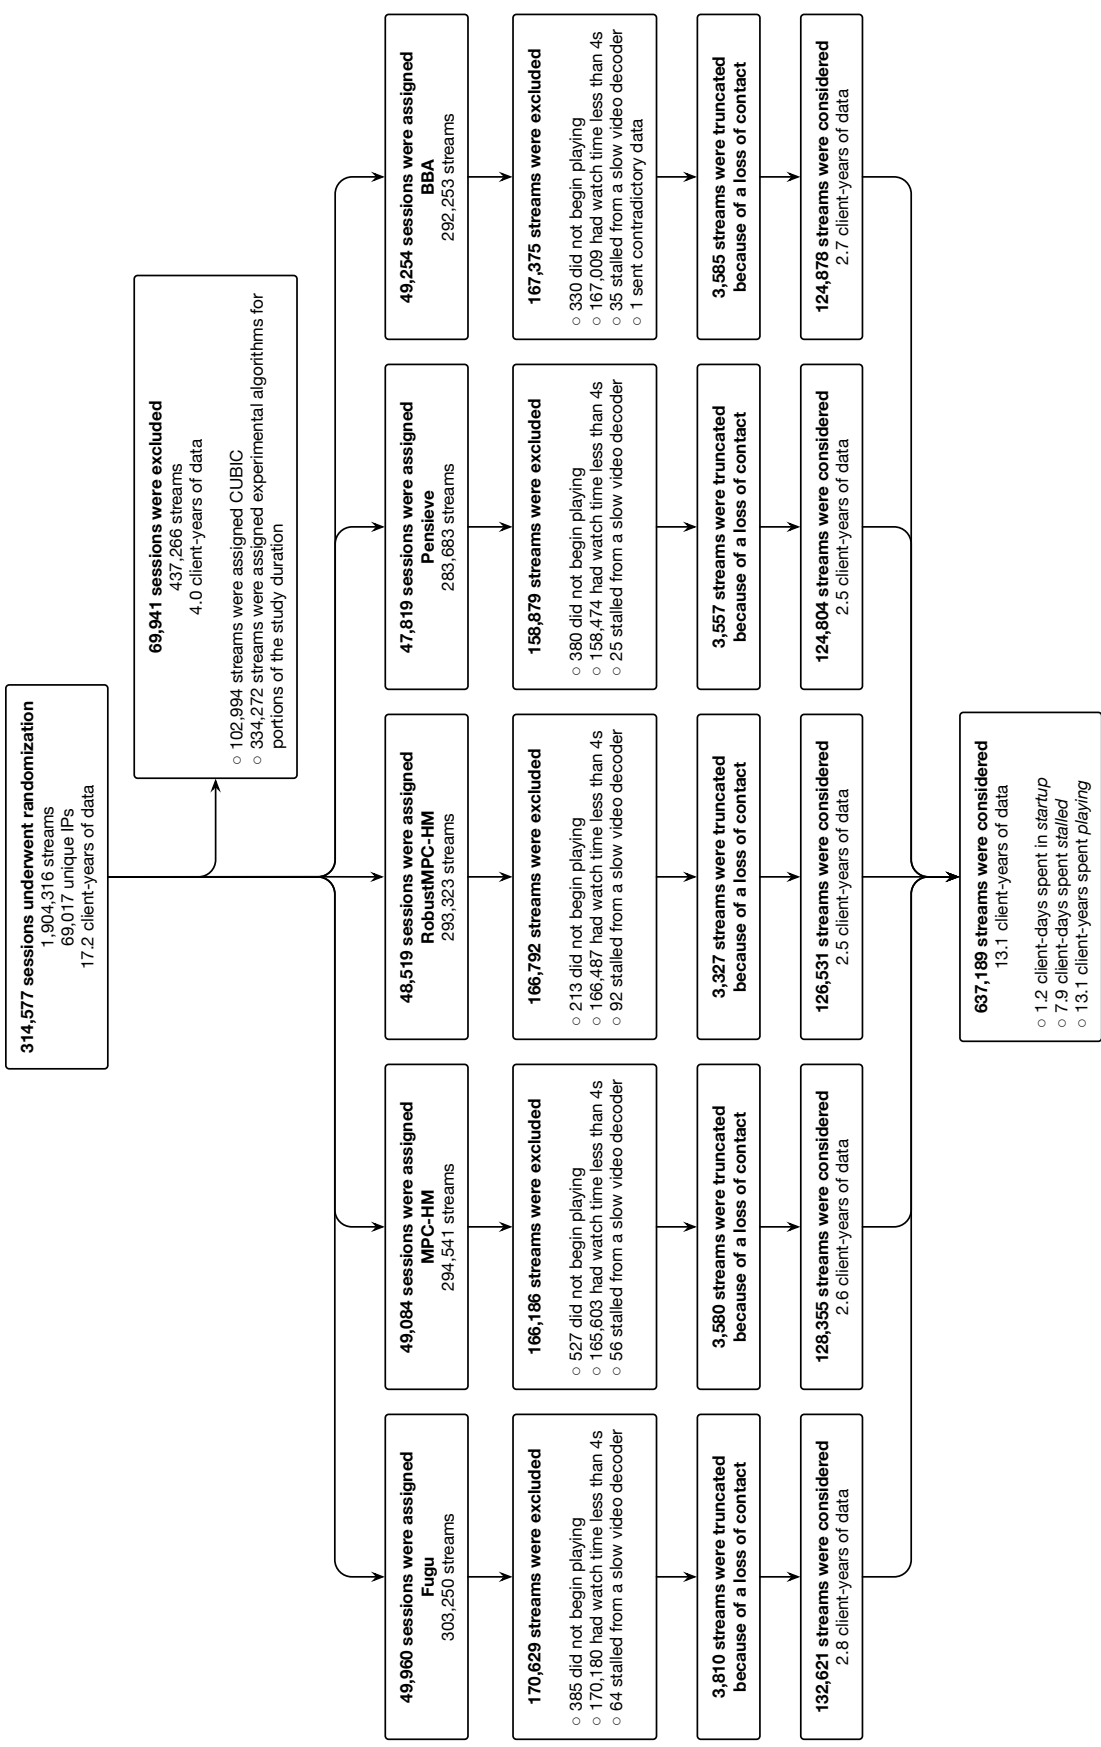 314,577 sessions underwent randomization
1,904,316 streams
69,017 unique IPs
17.2 client-years of data
69,941 sessions were excluded
437,266 streams
4.0 client-years of data
○ 102,994 streams were assigned CUBIC
○ 334,272 streams were assigned experimental algorithms for
portions of the study duration
49,960 sessions were assigned
Fugu
303,250 streams
49,084 sessions were assigned
MPC-HM
294,541 streams
48,519 sessions were assigned
RobustMPC-HM
293,323 streams
47,819 sessions were assigned
Pensieve
283,683 streams
49,254 sessions were assigned
BBA
292,253 streams
170,629 streams were excluded
○ 385 did not begin playing
○ 170,180 had watch time less than 4s
○ 64 stalled from a slow video decoder
166,186 streams were excluded
○ 527 did not begin playing
○ 165,603 had watch time less than 4s
○ 56 stalled from a slow video decoder
166,792 streams were excluded
○ 213 did not begin playing
○ 166,487 had watch time less than 4s
○ 92 stalled from a slow video decoder
158,879 streams were excluded
○ 380 did not begin playing
○ 158,474 had watch time less than 4s
○ 25 stalled from a slow video decoder
167,375 streams were excluded
○ 330 did not begin playing
○ 167,009 had watch time less than 4s
○ 35 stalled from a slow video decoder
○ 1 sent contradictory data
3,810 streams were truncated
because of a loss of contact
3,580 streams were truncated
because of a loss of contact
3,327 streams were truncated
because of a loss of contact
3,557 streams were truncated
because of a loss of contact
3,585 streams were truncated
because of a loss of contact
132,621 streams were considered
2.8 client-years of data
128,355 streams were considered
2.6 client-years of data
126,531 streams were considered
2.5 client-years of data
124,804 streams were considered
2.5 client-years of data
124,878 streams were considered
2.7 client-years of data
637,189 streams were considered
13.1 client-years of data
○ 1.2 client-days spent in startup
○ 7.9 client-days spent stalled
○ 13.1 client-years spent playing